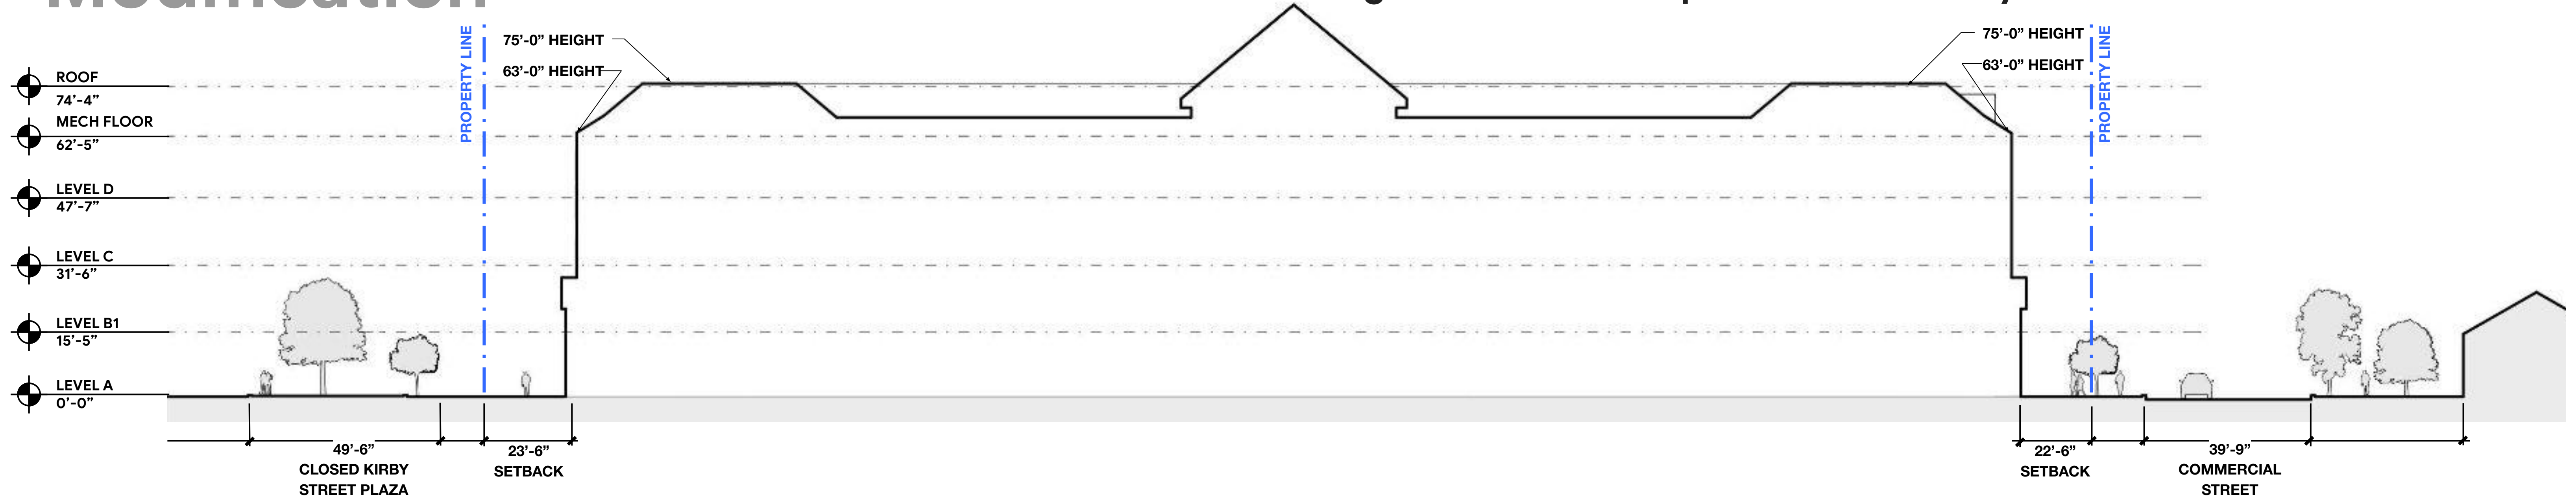 PROPERTY LINE
75’-0” HEIGHT
63’-0” HEIGHT
75’-0” HEIGHT
63’-0” HEIGHT
PROPERTY LINE
ROOF
74’-4”
MECH FLOOR
62’-5”
LEVEL D
47’-7”
LEVEL C
31’-6”
LEVEL B1
15’-5”
LEVEL A
0’-0”
49’-6”
CLOSED KIRBY
STREET PLAZA
23’-6”
SETBACK
22’-6”
SETBACK
39’-9”
COMMERCIAL
STREET